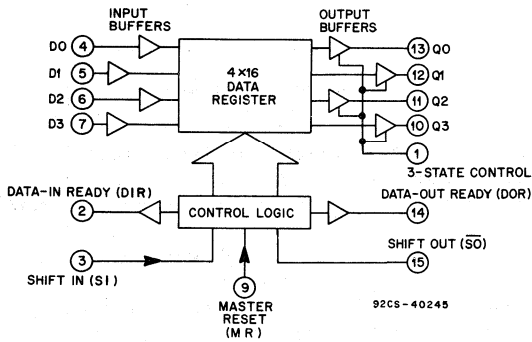 INPUT
BUFFERS
OUTPUT
BUFFERS
D0 4
13 Q0
D1 5
4×16
DATA
REGISTER
12 Q1
D2 6
11 Q2
D3 7
10 Q3
1
3-STATE CONTROL
DATA-IN READY (DIR)
DATA-OUT READY (DOR)
2
CONTROL LOGIC
14
SHIFT OUT (S̅O̅)
3
15
SHIFT IN (SI)
9
MASTER
RESET
(MR)
92CS-40245